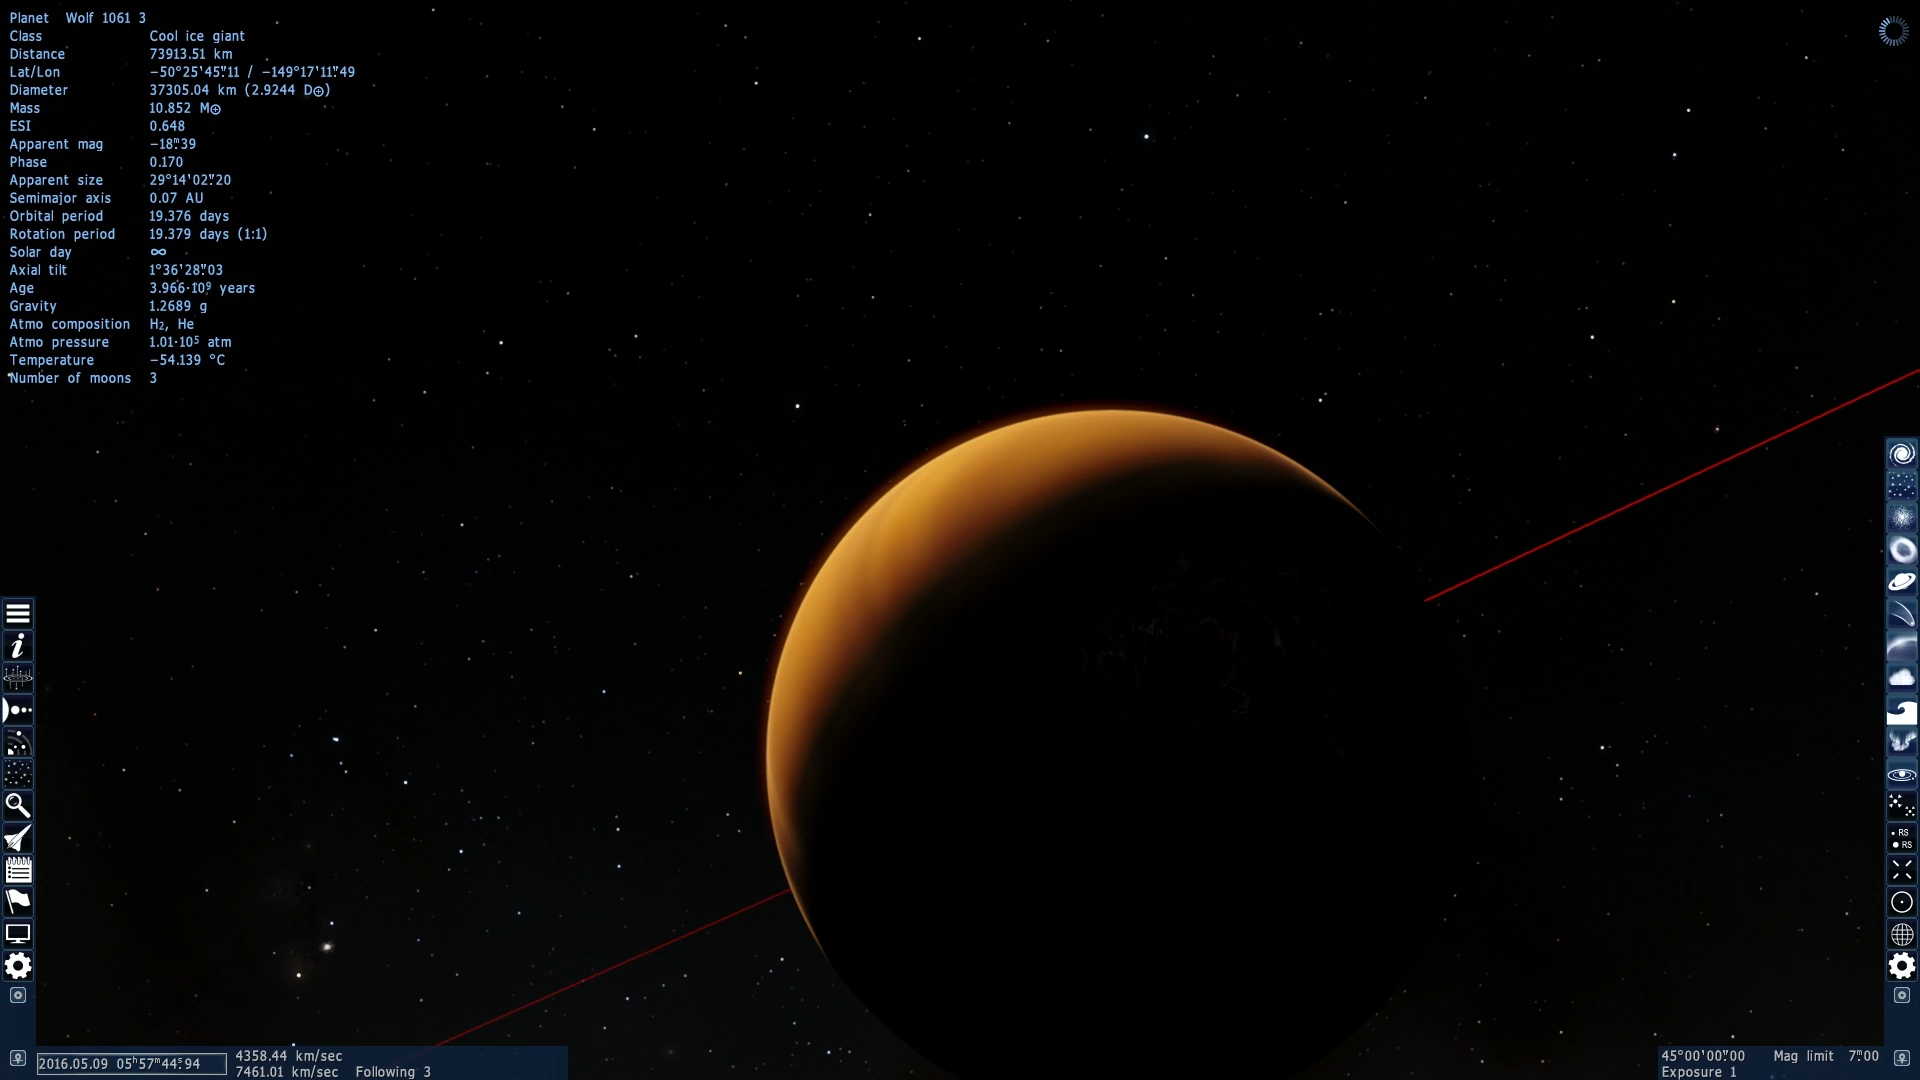 Planet Wolf 1061 3
Class Cool ice giant
Distance 73913.51 km
Lat/Lon −50°25'45."11 / −149°17'11."49
Diameter 37305.04 km (2.9244 D⊕)
Mass 10.852 M⊕
ESI 0.648
Apparent mag −18.ᵐ39
Phase 0.170
Apparent size 29°14'02."20
Semimajor axis 0.07 AU
Orbital period 19.376 days
Rotation period 19.379 days (1:1)
Solar day ∞
Axial tilt 1°36'28."03
Age 3.966·10⁹ years
Gravity 1.2689 g
Atmo composition H₂, He
Atmo pressure 1.01·10⁵ atm
Temperature −54.139 °C
Number of moons 3
RS
RS
2016.05.09 05ʰ57ᵐ44.ˢ94
4358.44 km/sec
7461.01 km/sec Following 3
45°00'00."00 Mag limit 7.ᵐ00
Exposure 1